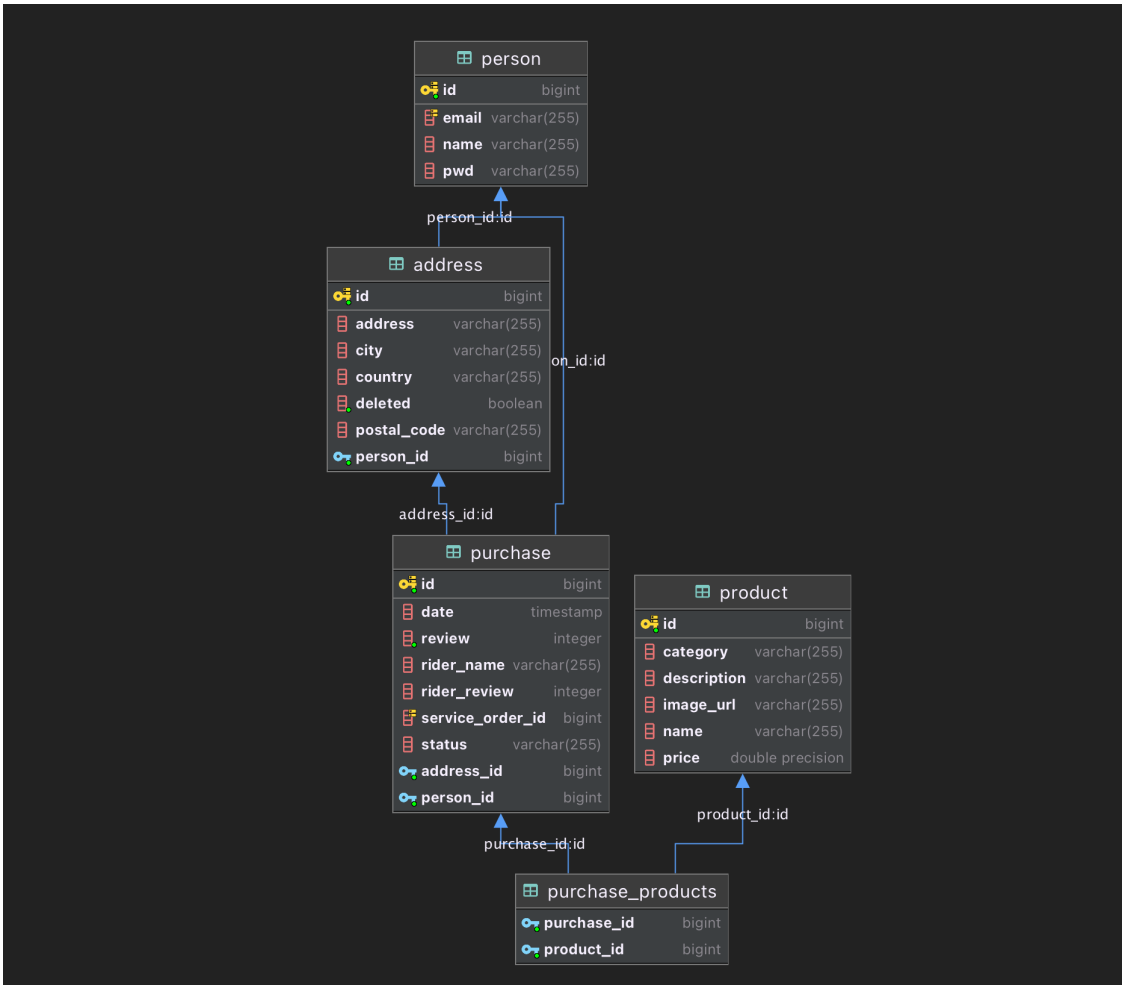 person
id bigint
email varchar(255)
name varchar(255)
pwd varchar(255)
person_id:id
address
id bigint
address varchar(255)
city varchar(255)
country varchar(255)
deleted boolean
postal_code varchar(255)
person_id bigint
on_id:id
address_id:id
purchase
id bigint
date timestamp
review integer
rider_name varchar(255)
rider_review integer
service_order_id bigint
status varchar(255)
address_id bigint
person_id bigint
product
id bigint
category varchar(255)
description varchar(255)
image_url varchar(255)
name varchar(255)
price double precision
product_id:id
purchase_id:id
purchase_products
purchase_id bigint
product_id bigint